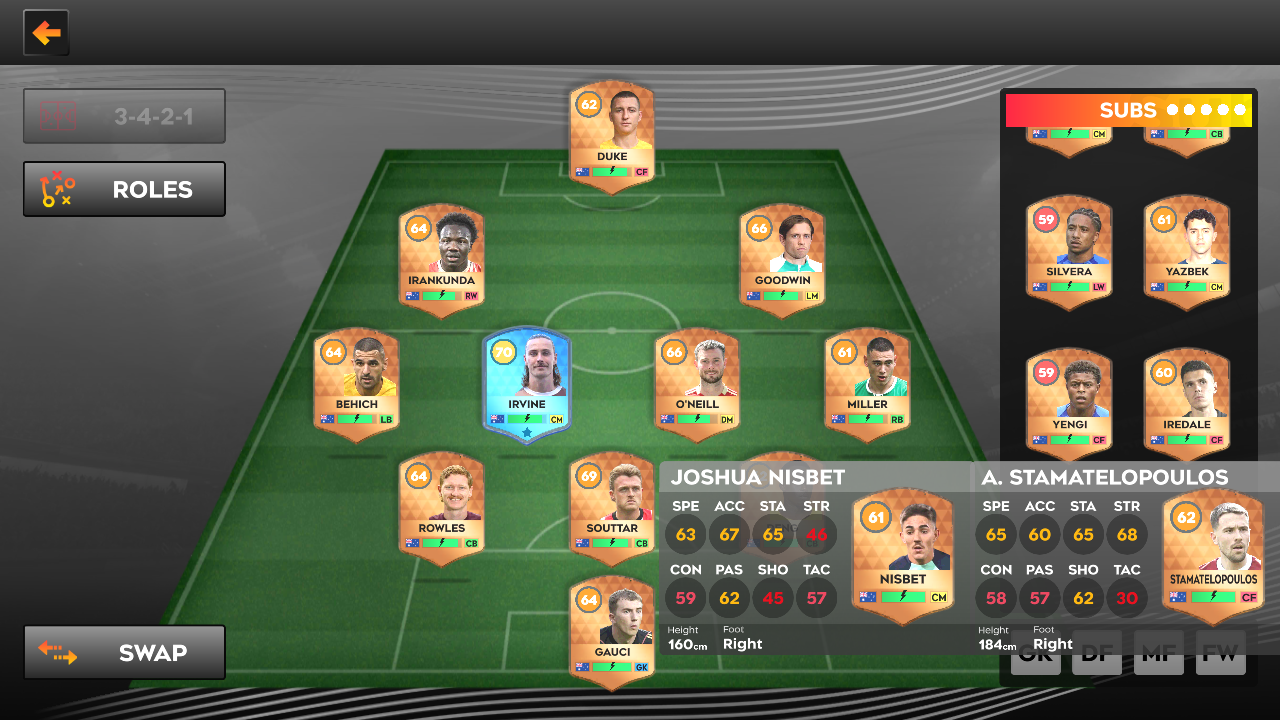 3-4-2-1
ROLES
SUBS
62
DUKE
CF
CM
CB
64
IRANKUNDA
RW
66
GOODWIN
LM
59
SILVERA
LW
61
YAZBEK
CM
64
BEHICH
LB
70
IRVINE
CM
66
O'NEILL
DM
61
MILLER
RB
59
YENGI
CF
60
IREDALE
CF
64
ROWLES
CB
69
SOUTTAR
CB
JOSHUA NISBET
SPE ACC STA STR
63 67 65 46
CON PAS SHO TAC
59 62 45 57
Height Foot
160cm Right
61
NISBET
CM
A. STAMATELOPOULOS
SPE ACC STA STR
65 60 65 68
CON PAS SHO TAC
58 57 62 30
Height Foot
184cm Right
62
STAMATELOPOULOS
CF
64
GAUCI
GK
SWAP
GK DF MF FW